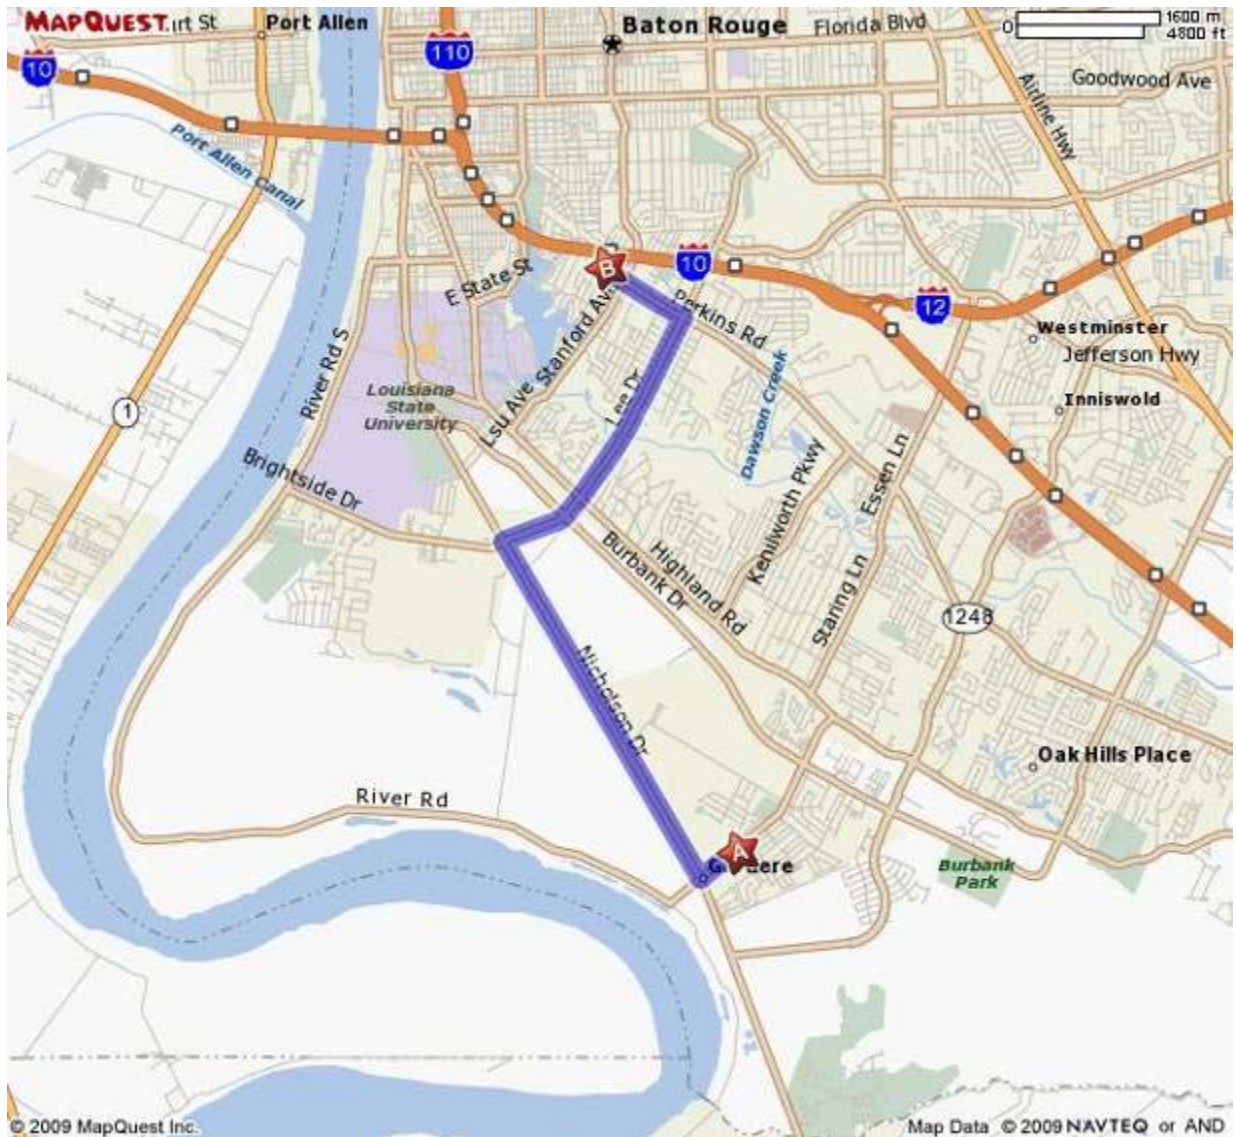 MAPQUEST.
irt St
Port Allen
110
Baton Rouge
Florida Blvd
0
1600 m
4800 ft
10
Goodwood Ave
Airline Hwy
Port Allen Canal
E State St
B
10
Perkins Rd
12
Westminster
Jefferson Hwy
River Rd S
Stanford Ave
Lsu Ave
Lee Dr
Louisiana
State
University
1
Inniswold
Dawson Creek
Brightside Dr
Kenilworth Pkwy
Essen Ln
Burbank Dr
Highland Rd
Staring Ln
1248
Nicholson Dr
Oak Hills Place
River Rd
A
Burbank
Park
© 2009 MapQuest Inc.
Map Data © 2009 NAVTEQ or AND